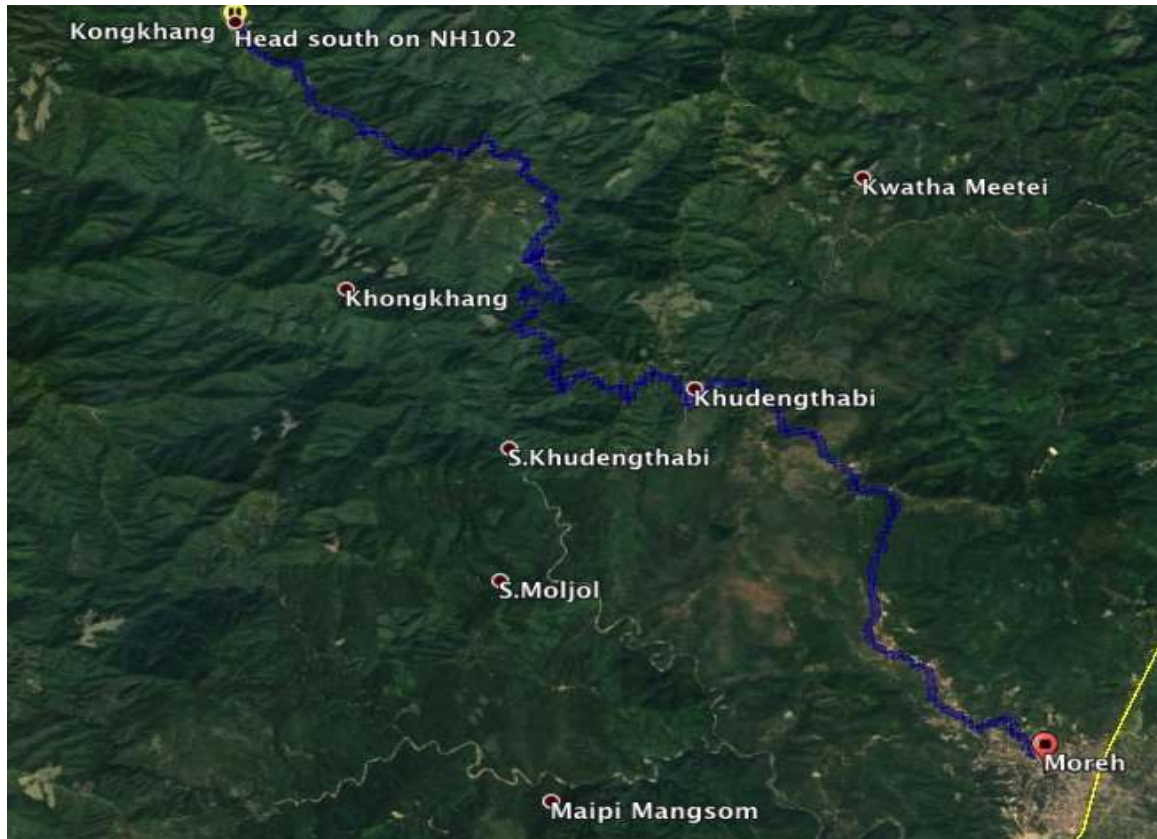 Kongkhang
Head south on NH102
Kwatha Meetei
Khongkhang
Khudengthabi
S.Khudengthabi
S.Moljol
Moreh
Maipi Mangsom